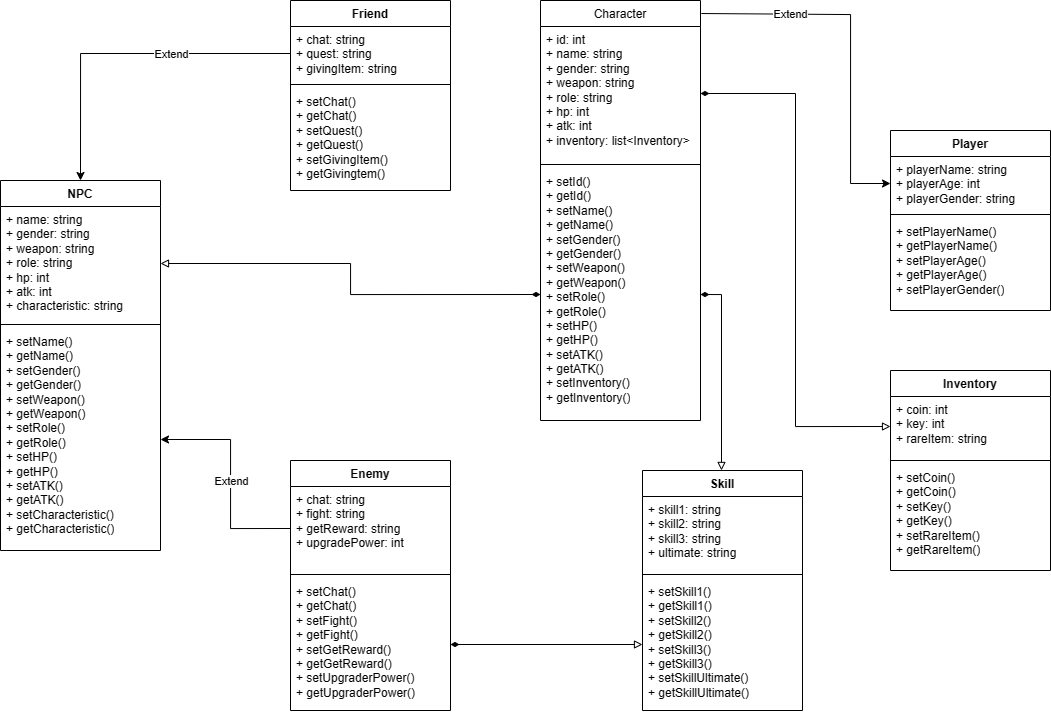 Friend
+ chat: string
+ quest: string
+ givingItem: string
+ setChat()
+ getChat()
+ setQuest()
+ getQuest()
+ setGivingItem()
+ getGivingtem()
Character
+ id: int
+ name: string
+ gender: string
+ weapon: string
+ role: string
+ hp: int
+ atk: int
+ inventory: list<Inventory>
+ setId()
+ getId()
+ setName()
+ getName()
+ setGender()
+ getGender()
+ setWeapon()
+ getWeapon()
+ setRole()
+ getRole()
+ setHP()
+ getHP()
+ setATK()
+ getATK()
+ setInventory()
+ getInventory()
Extend
Extend
Player
+ playerName: string
+ playerAge: int
+ playerGender: string
+ setPlayerName()
+ getPlayerName()
+ setPlayerAge()
+ getPlayerAge()
+ setPlayerGender()
NPC
+ name: string
+ gender: string
+ weapon: string
+ role: string
+ hp: int
+ atk: int
+ characteristic: string
+ setName()
+ getName()
+ setGender()
+ getGender()
+ setWeapon()
+ getWeapon()
+ setRole()
+ getRole()
+ setHP()
+ getHP()
+ setATK()
+ getATK()
+ setCharacteristic()
+ getCharacteristic()
Extend
Enemy
+ chat: string
+ fight: string
+ getReward: string
+ upgradePower: int
+ setChat()
+ getChat()
+ setFight()
+ getFight()
+ setGetReward()
+ getGetReward()
+ setUpgraderPower()
+ getUpgraderPower()
Skill
+ skill1: string
+ skill2: string
+ skill3: string
+ ultimate: string
+ setSkill1()
+ getSkill1()
+ setSkill2()
+ getSkill2()
+ setSkill3()
+ getSkill3()
+ setSkillUltimate()
+ getSkillUltimate()
Inventory
+ coin: int
+ key: int
+ rareItem: string
+ setCoin()
+ getCoin()
+ setKey()
+ getKey()
+ setRareItem()
+ getRareItem()